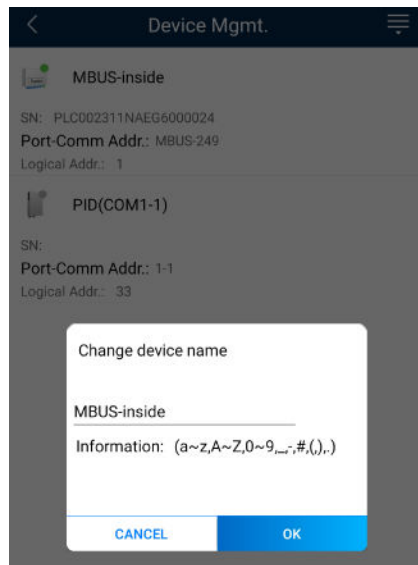 Device Mgmt.
MBUS-inside
SN: PLC002311NAEG6000024
Port-Comm Addr.: MBUS-249
Logical Addr.: 1
PID(COM1-1)
SN:
Port-Comm Addr.: 1-1
Logical Addr.: 33
Change device name
MBUS-inside
Information: (a~z,A~Z,0~9,_,-,#,(,),.)
CANCEL OK